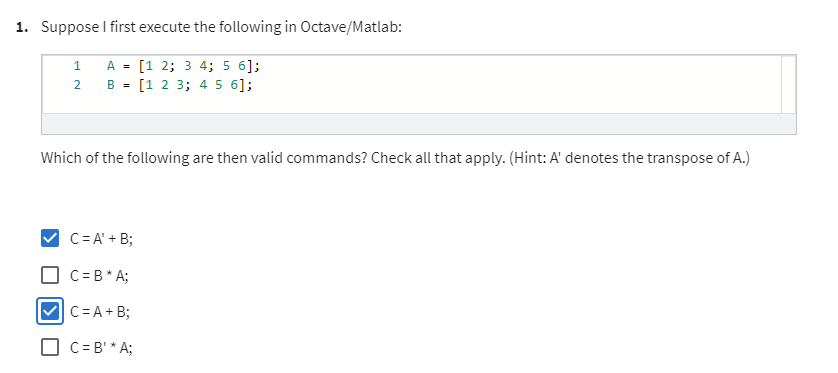 1. Suppose I first execute the following in Octave/Matlab:
1 A = [1 2; 3 4; 5 6];
2 B = [1 2 3; 4 5 6];
Which of the following are then valid commands? Check all that apply. (Hint: A' denotes the transpose of A.)
C = A' + B;
C = B * A;
C = A + B;
C = B' * A;